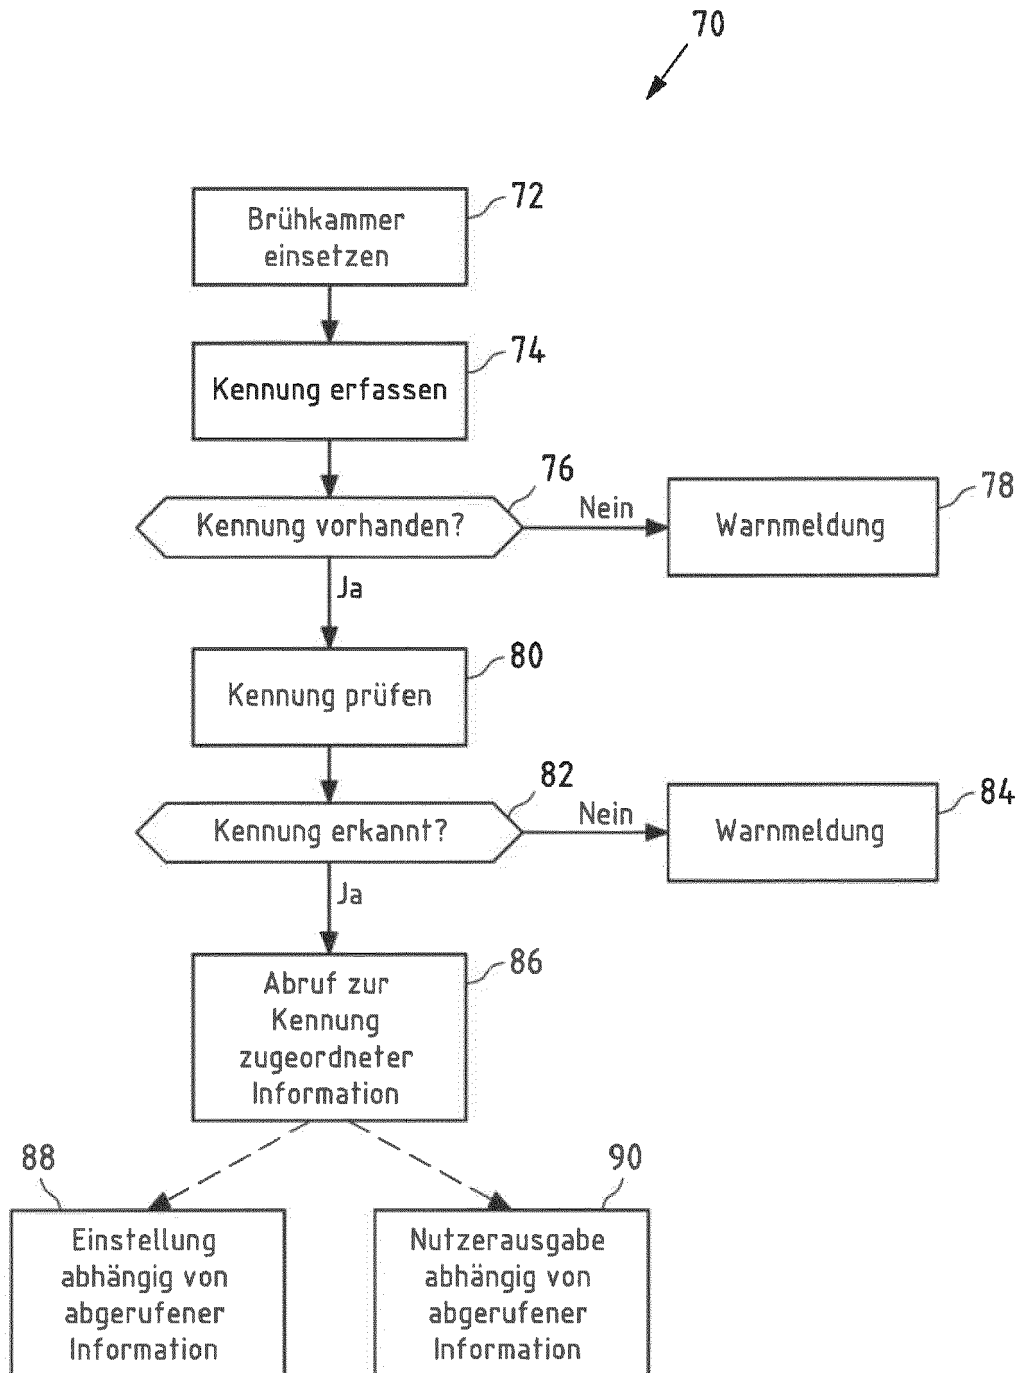 70
72
Brühkammer
einsetzen
74
Kennung erfassen
76
Kennung vorhanden?
Nein
78
Warnmeldung
Ja
80
Kennung prüfen
82
Kennung erkannt?
Nein
84
Warnmeldung
Ja
86
Abruf zur
Kennung
zugeordneter
Information
88
Einstellung
abhängig von
abgerufener
Information
90
Nutzerausgabe
abhängig von
abgerufener
Information